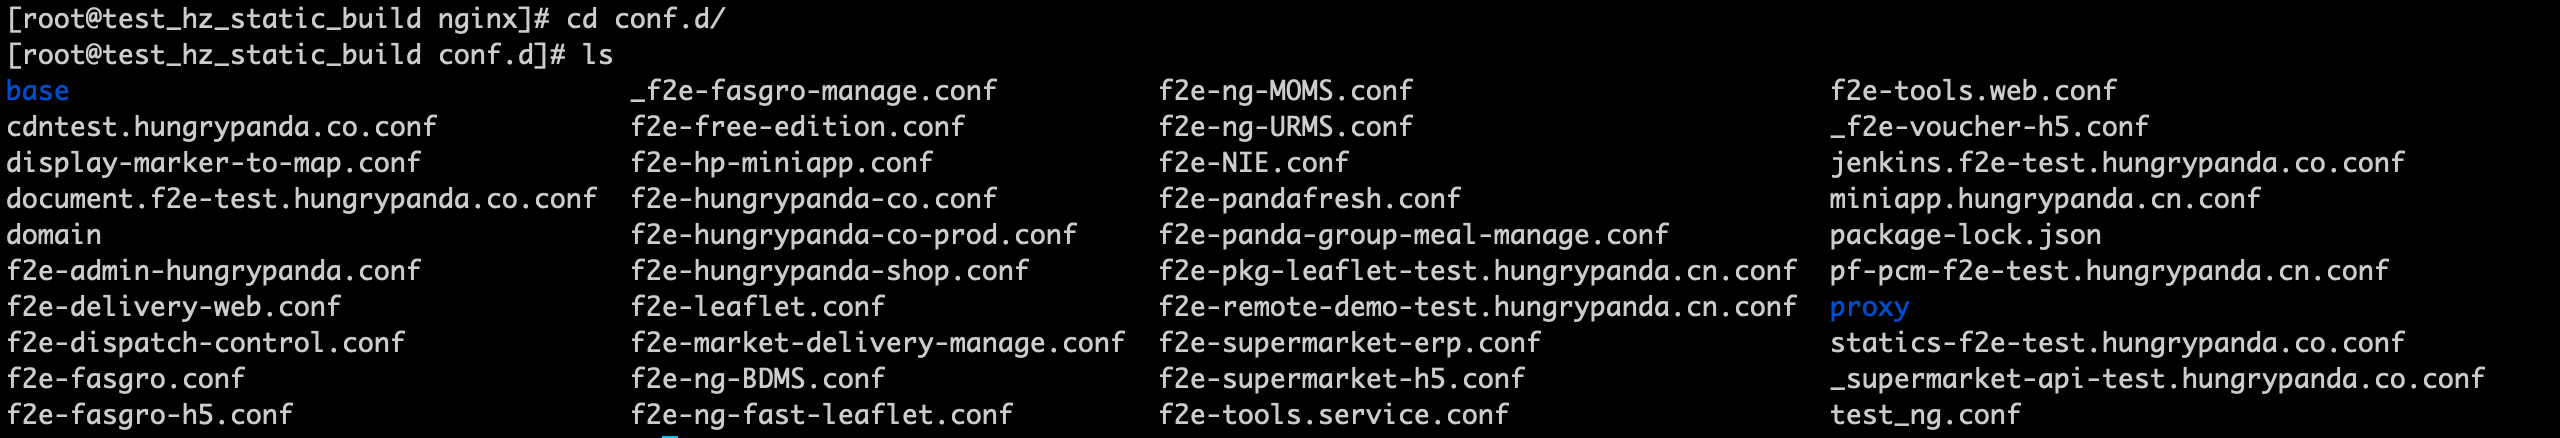 [root@test_hz_static_build nginx]# cd conf.d/
[root@test_hz_static_build conf.d]# ls
base _f2e-fasgro-manage.conf f2e-ng-MOMS.conf f2e-tools.web.conf
cdntest.hungrypanda.co.conf f2e-free-edition.conf f2e-ng-URMS.conf _f2e-voucher-h5.conf
display-marker-to-map.conf f2e-hp-miniapp.conf f2e-NIE.conf jenkins.f2e-test.hungrypanda.co.conf
document.f2e-test.hungrypanda.co.conf f2e-hungrypanda-co.conf f2e-pandafresh.conf miniapp.hungrypanda.cn.conf
domain f2e-hungrypanda-co-prod.conf f2e-panda-group-meal-manage.conf package-lock.json
f2e-admin-hungrypanda.conf f2e-hungrypanda-shop.conf f2e-pkg-leaflet-test.hungrypanda.cn.conf pf-pcm-f2e-test.hungrypanda.cn.conf
f2e-delivery-web.conf f2e-leaflet.conf f2e-remote-demo-test.hungrypanda.cn.conf proxy
f2e-dispatch-control.conf f2e-market-delivery-manage.conf f2e-supermarket-erp.conf statics-f2e-test.hungrypanda.co.conf
f2e-fasgro.conf f2e-ng-BDMS.conf f2e-supermarket-h5.conf _supermarket-api-test.hungrypanda.co.conf
f2e-fasgro-h5.conf f2e-ng-fast-leaflet.conf f2e-tools.service.conf test_ng.conf